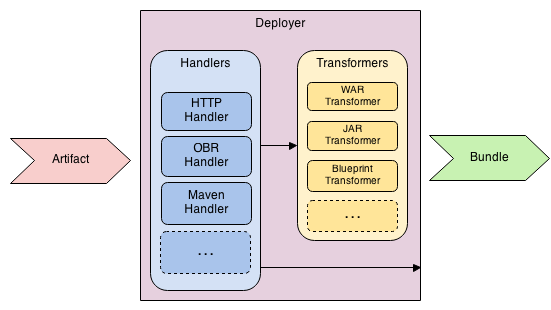 Deployer
Handlers
Transformers
HTTP
Handler
OBR
Handler
Maven
Handler
...
WAR
Transformer
JAR
Transformer
Blueprint
Transformer
...
Artifact
Bundle